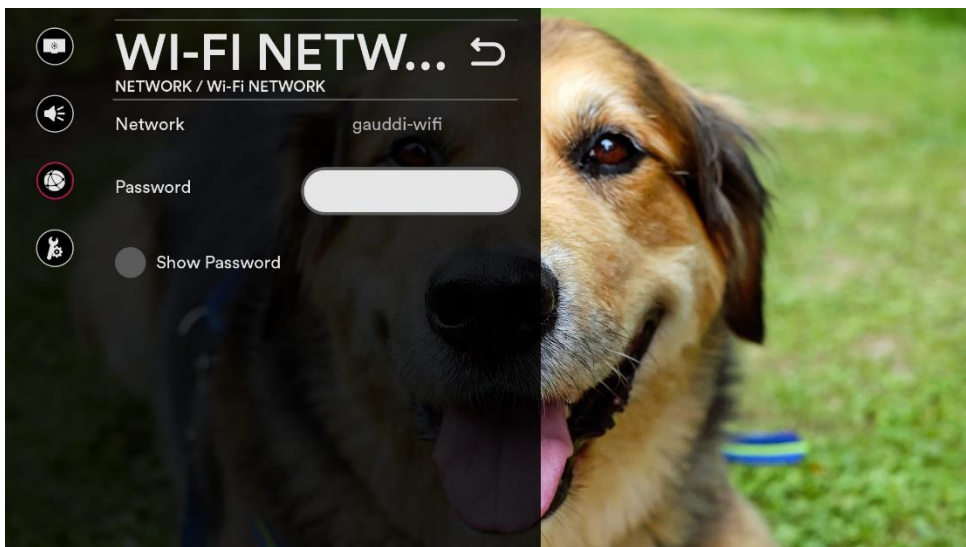 WI-FI NETW...
NETWORK / Wi-Fi NETWORK
Network gauddi-wifi
Password
Show Password